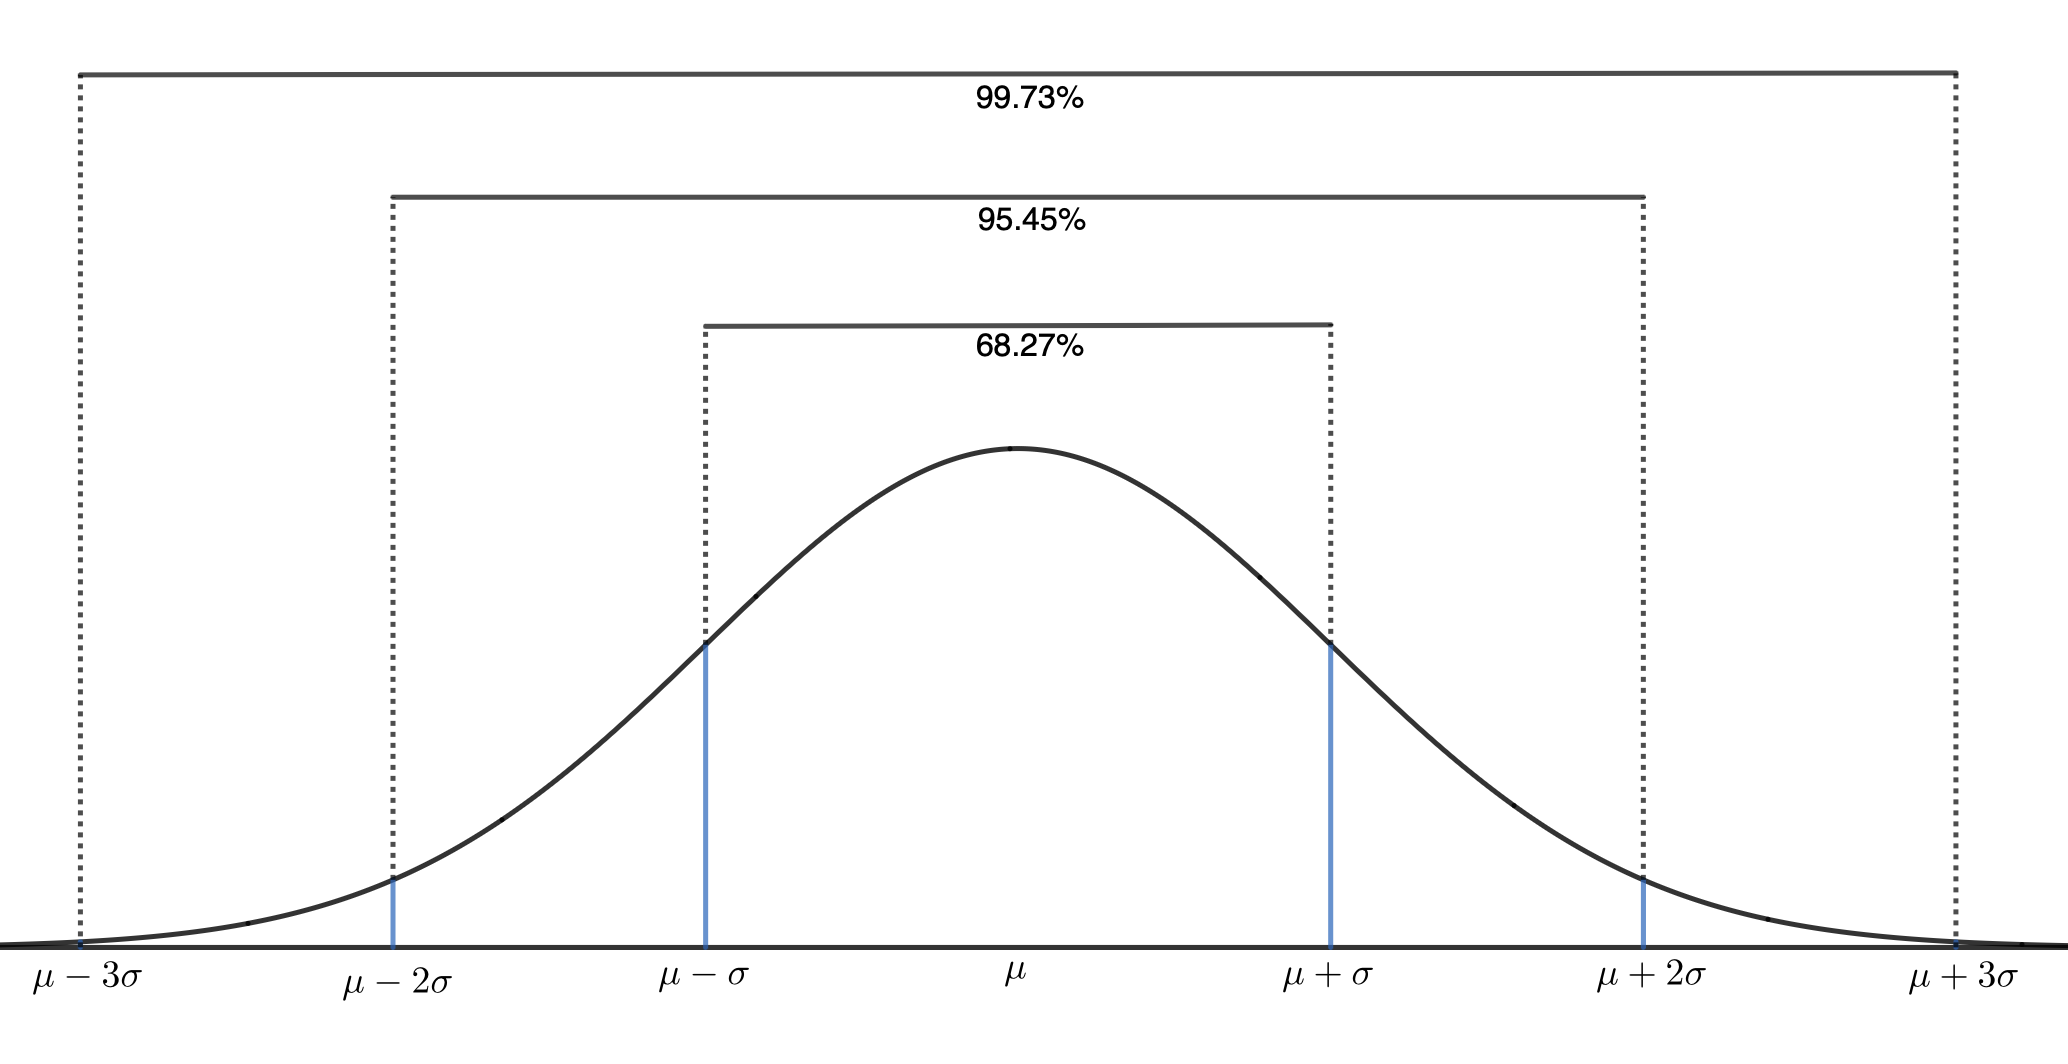 99.73%
95.45%
68.27%
μ − 3σ
μ − 2σ
μ − σ
μ
μ + σ
μ + 2σ
μ + 3σ